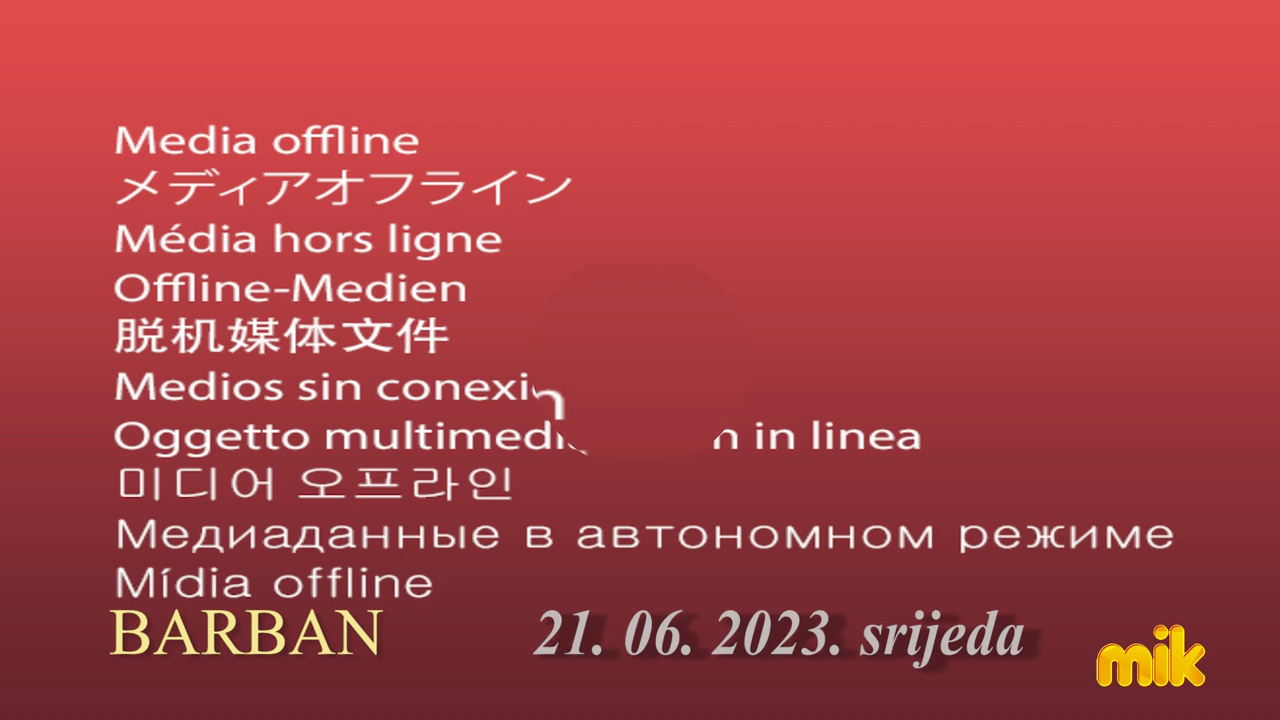 Media offline
メディアオフライン
Média hors ligne
Offline-Medien
脱机媒体文件
Medios sin
Oggetto in linea
미디어 오프라인
Медиаданные в автономном режиме
Mídia offline
BARBAN 21. 06. 2023. srijeda
mik